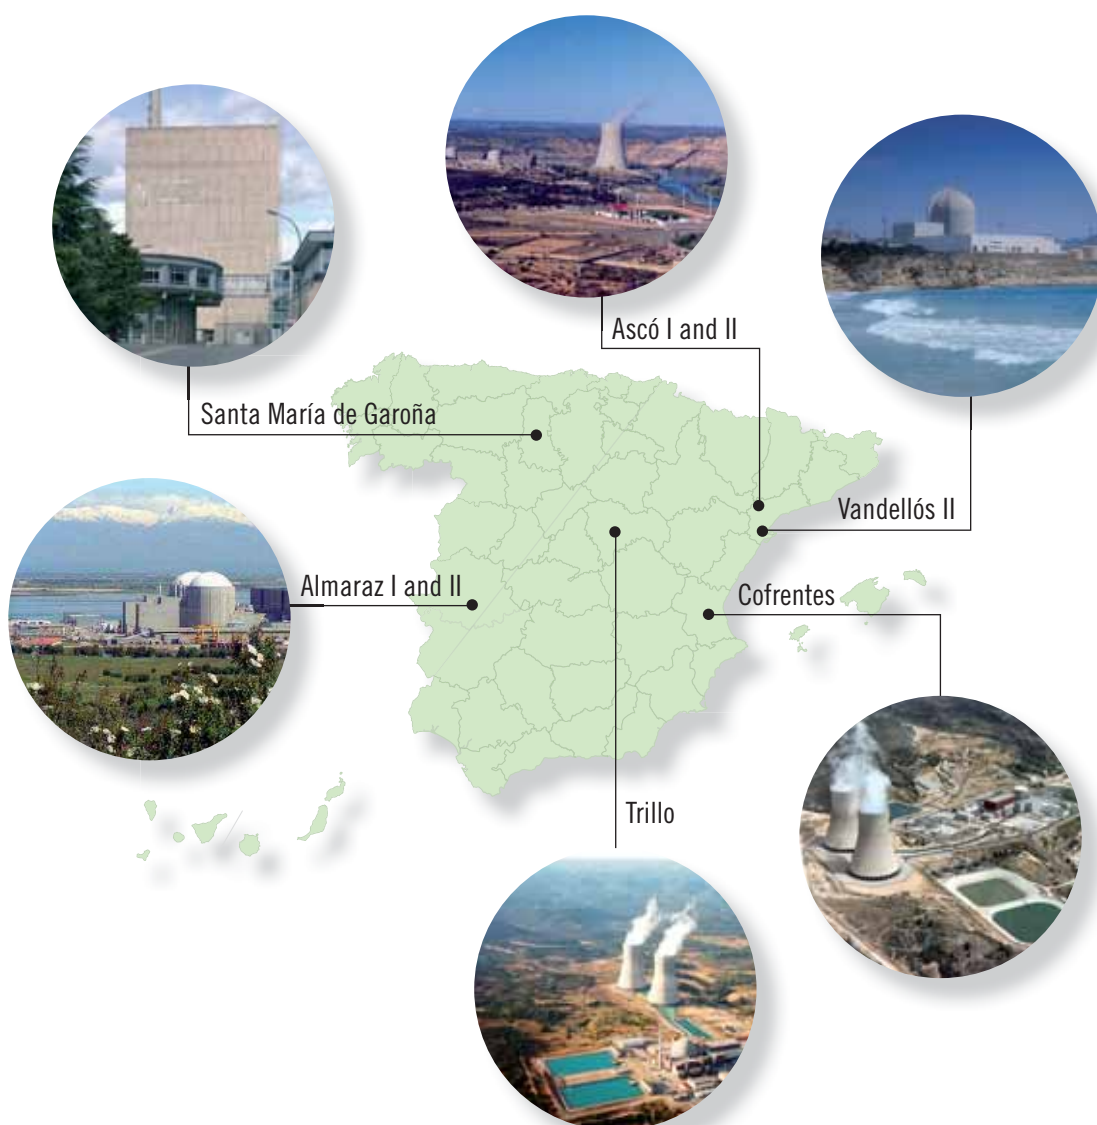 Ascó I and II
Santa María de Garoña
Vandellós II
Almaraz I and II
Cofrentes
Trillo